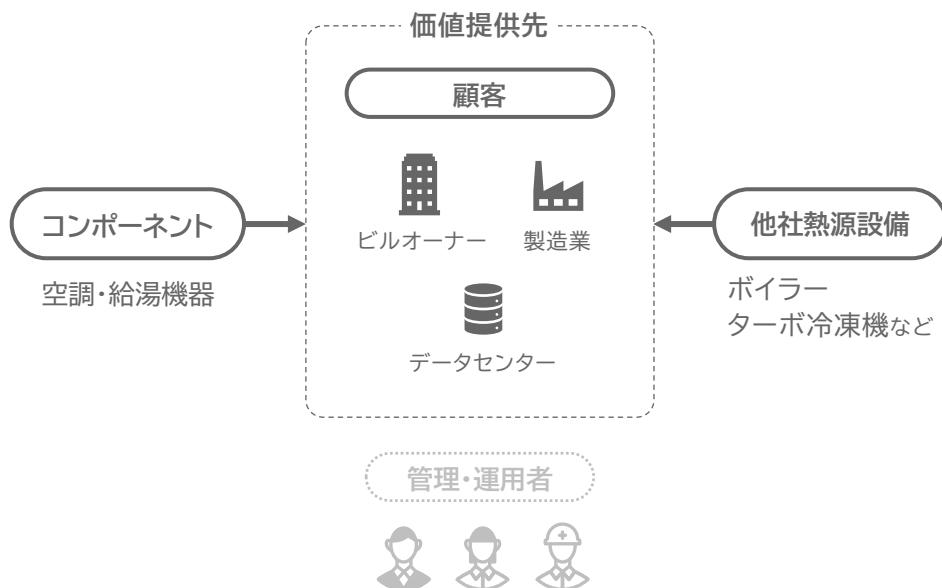 価値提供先
顧客
コンポーネント
空調・給湯機器
ビルオーナー
製造業
データセンター
他社熱源設備
ボイラー
ターボ冷凍機など
管理・運用者